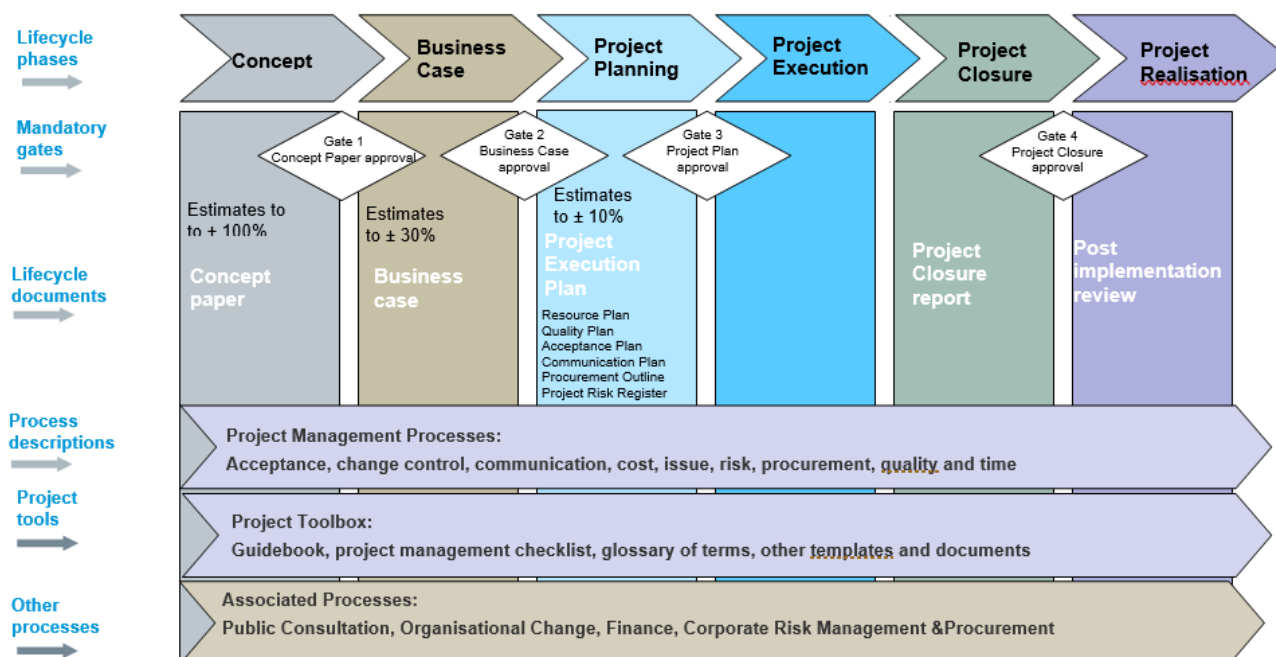 Lifecycle
phases
Concept
Business
Case
Project
Planning
Project
Execution
Project
Closure
Project
Realisation
Mandatory
gates
Gate 1
Concept Paper approval
Gate 2
Business Case
approval
Gate 3
Project Plan
approval
Gate 4
Project Closure
approval
Estimates to
to + 100%
Estimates
to ± 30%
Estimates
to ± 10%
Lifecycle
documents
Concept
paper
Business
case
Project
Execution
Plan
Resource Plan
Quality Plan
Acceptance Plan
Communication Plan
Procurement Outline
Project Risk Register
Project
Closure
report
Post
implementation
review
Process
descriptions
Project Management Processes:
Acceptance, change control, communication, cost, issue, risk, procurement, quality and time
Project
tools
Project Toolbox:
Guidebook, project management checklist, glossary of terms, other templates and documents
Other
processes
Associated Processes:
Public Consultation, Organisational Change, Finance, Corporate Risk Management &Procurement